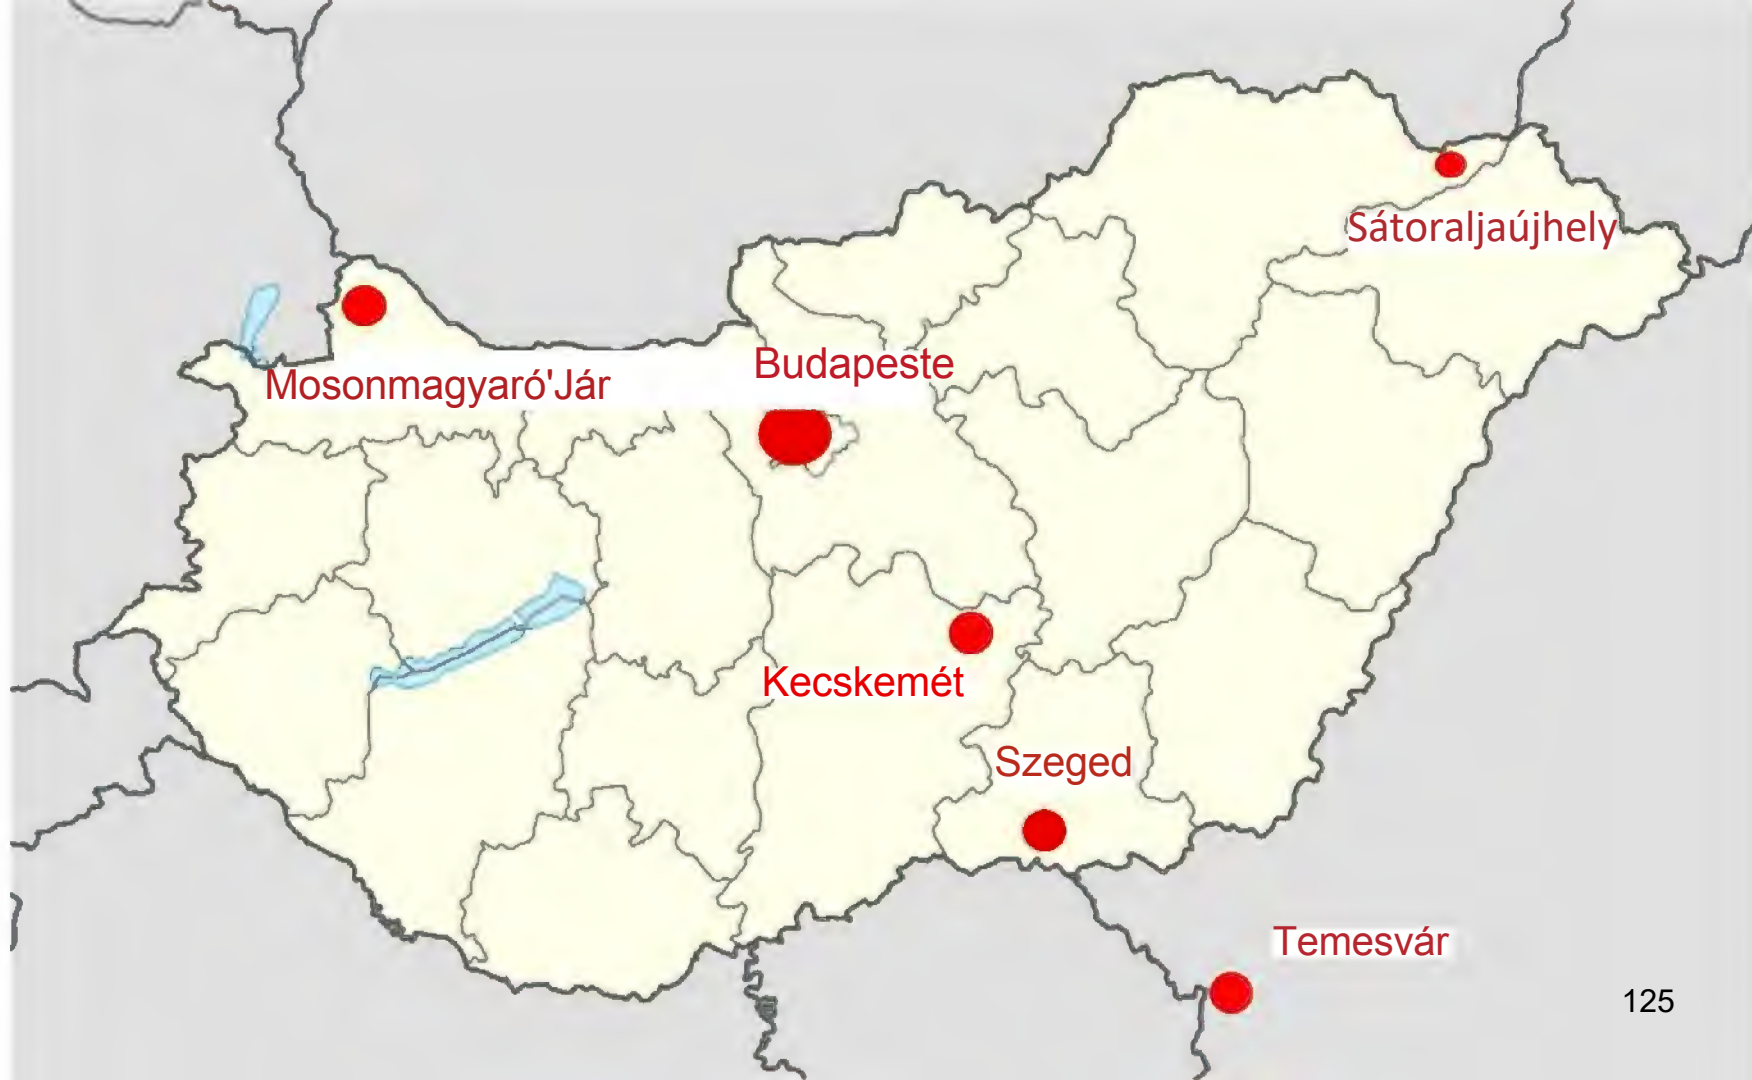 Sátoraljaújhely
Budapeste
Mosonmagyaró'Jár
Kecskemét
Szeged
Temesvár
125